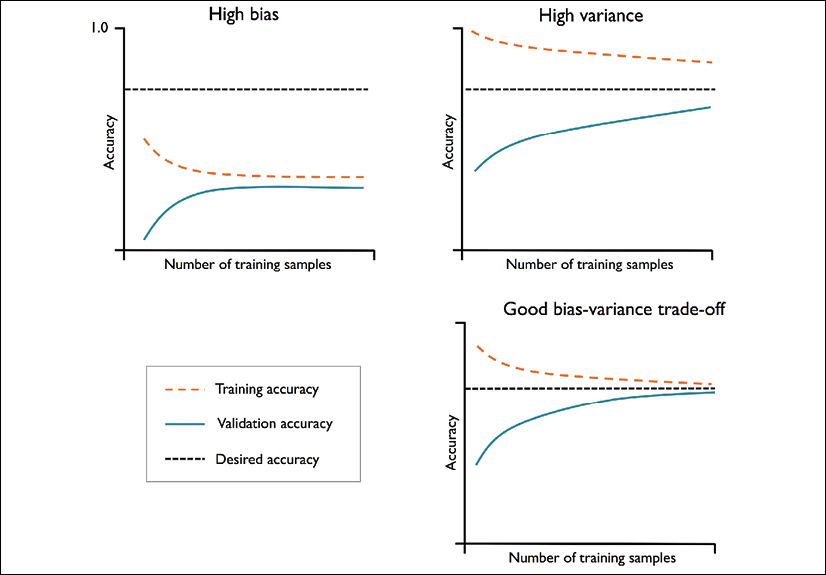 High bias
1.0
Accuracy
Number of training samples
High variance
Accuracy
Number of training samples
Good bias-variance trade-off
Accuracy
Number of training samples
Training accuracy
Validation accuracy
Desired accuracy